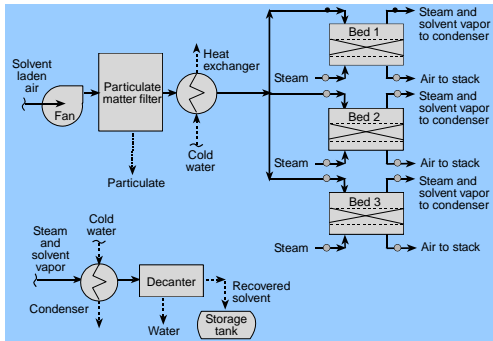 Solvent
laden
air
Fan
Particulate
matter filter
Particulate
Heat
exchanger
Cold
water
Bed 1
Steam
Steam and
solvent vapor
to condenser
Air to stack
Bed 2
Steam
Steam and
solvent vapor
to condenser
Air to stack
Bed 3
Steam
Steam and
solvent vapor
to condenser
Air to stack
Steam
and
solvent
vapor
Cold
water
Condenser
Decanter
Water
Recovered
solvent
Storage
tank